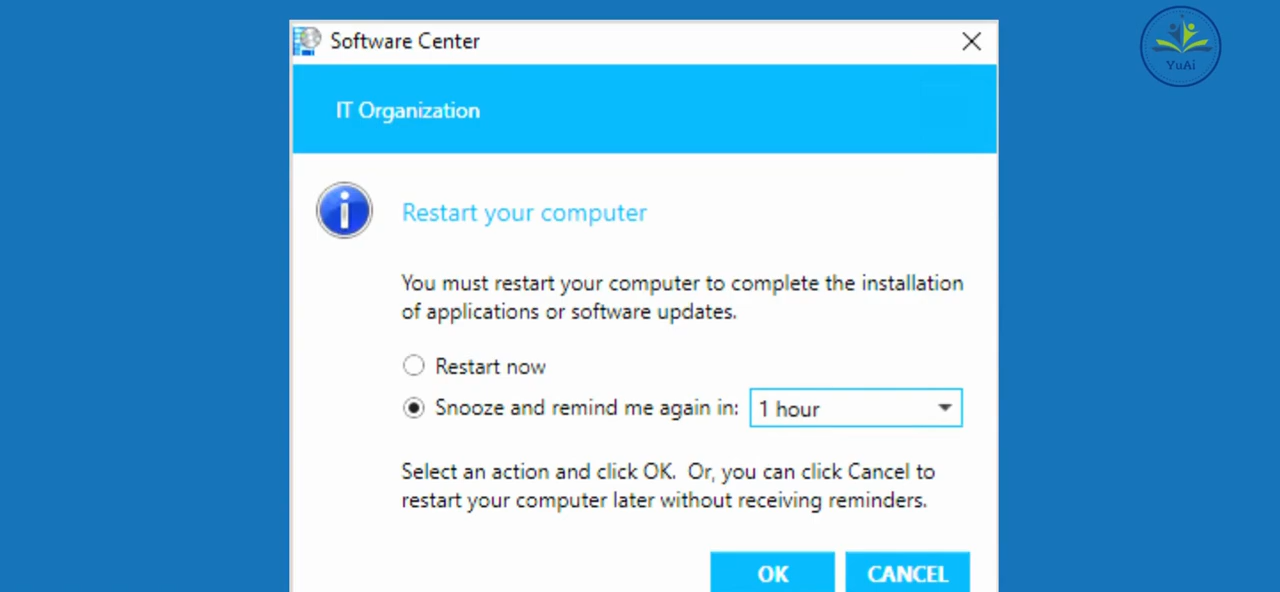 Software Center
YuAi
IT Organization
Restart your computer
You must restart your computer to complete the installation
of applications or software updates.
Restart now
Snooze and remind me again in: 1 hour
Select an action and click OK.  Or, you can click Cancel to
restart your computer later without receiving reminders.
OK CANCEL